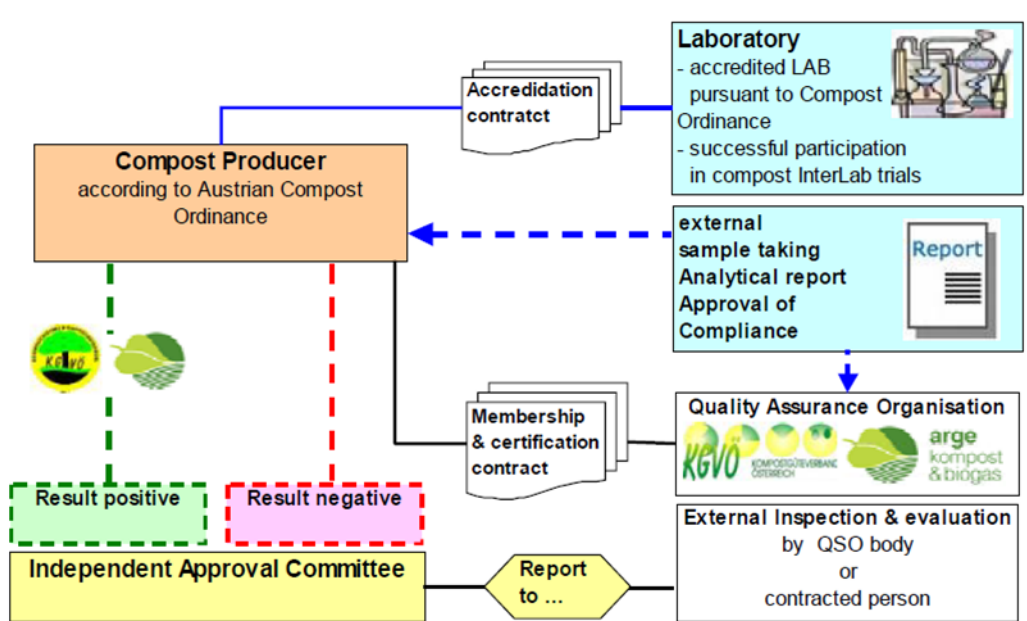 Laboratory
- accredited LAB
pursuant to Compost
Ordinance
- successful participation
in compost InterLab trials
Accredidation
contratct
Compost Producer
according to Austrian Compost
Ordinance
external
sample taking
Analytical report
Approval of
Compliance
Report
KGVÖ
Membership
& certification
contract
Quality Assurance Organisation
KGVÖ
KOMPOSTGÜTEVERBAND
ÖSTERREICH
arge
kompost
& biogas
Result positive
Result negative
External Inspection & evaluation
by QSO body
or
contracted person
Independent Approval Committee
Report
to ...